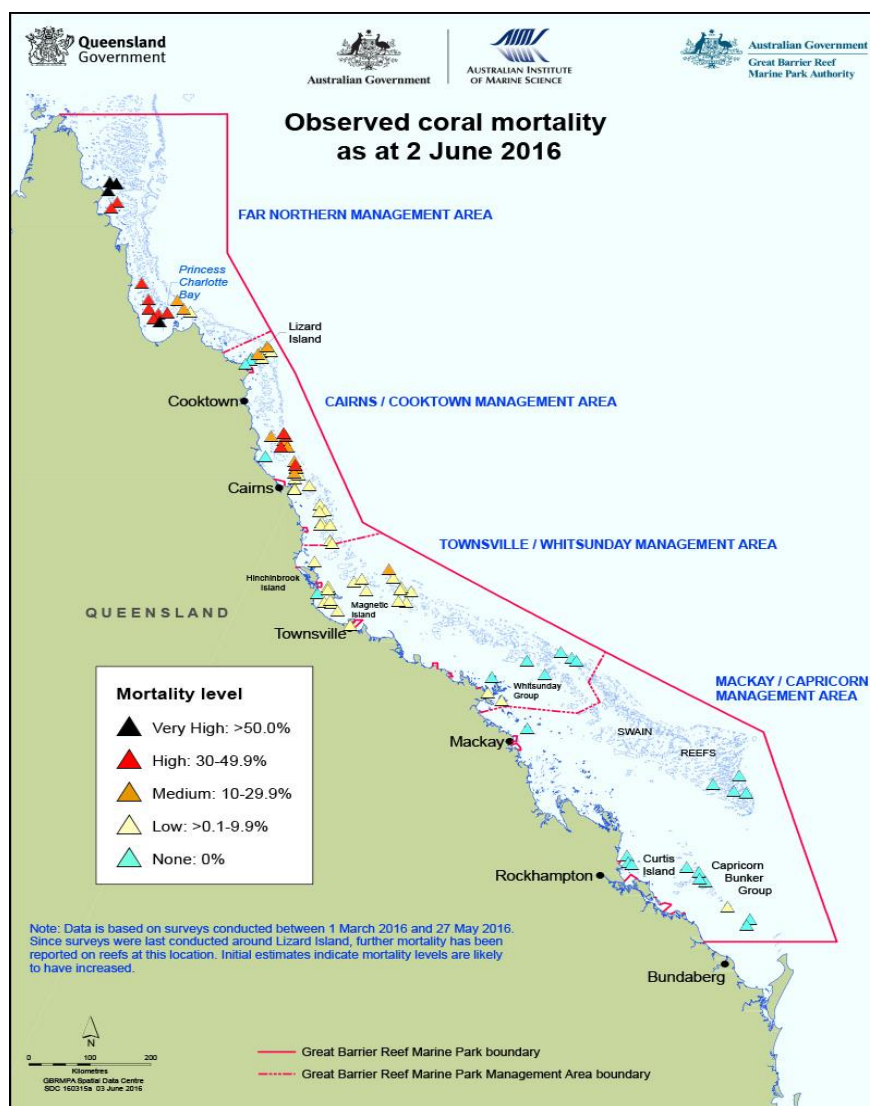 Queensland
Government
Australian Government
AUSTRALIAN INSTITUTE
OF MARINE SCIENCE
Australian Government
Great Barrier Reef
Marine Park Authority
Observed coral mortality
as at 2 June 2016
FAR NORTHERN MANAGEMENT AREA
Princess
Charlotte
Bay
Lizard
Island
Cooktown
CAIRNS / COOKTOWN MANAGEMENT AREA
Cairns
TOWNSVILLE / WHITSUNDAY MANAGEMENT AREA
Hinchinbrook
Island
QUEENSLAND
Magnetic
Island
Townsville
MACKAY / CAPRICORN
MANAGEMENT AREA
Whitsunday
Group
SWAIN
REEFS
Mackay
Mortality level
Very High: >50.0%
High: 30-49.9%
Medium: 10-29.9%
Low: >0.1-9.9%
None: 0%
Rockhampton
Curtis
Island
Capricorn
Bunker
Group
Note: Data is based on surveys conducted between 1 March 2016 and 27 May 2016.
Since surveys were last conducted around Lizard Island, further mortality has been
reported on reefs at this location. Initial estimates indicate mortality levels are likely
to have increased.
Bundaberg
N
0 100 200
Kilometres
GBRMPA Spatial Data Centre
SDC 160315a 03 June 2016
Great Barrier Reef Marine Park boundary
Great Barrier Reef Marine Park Management Area boundary